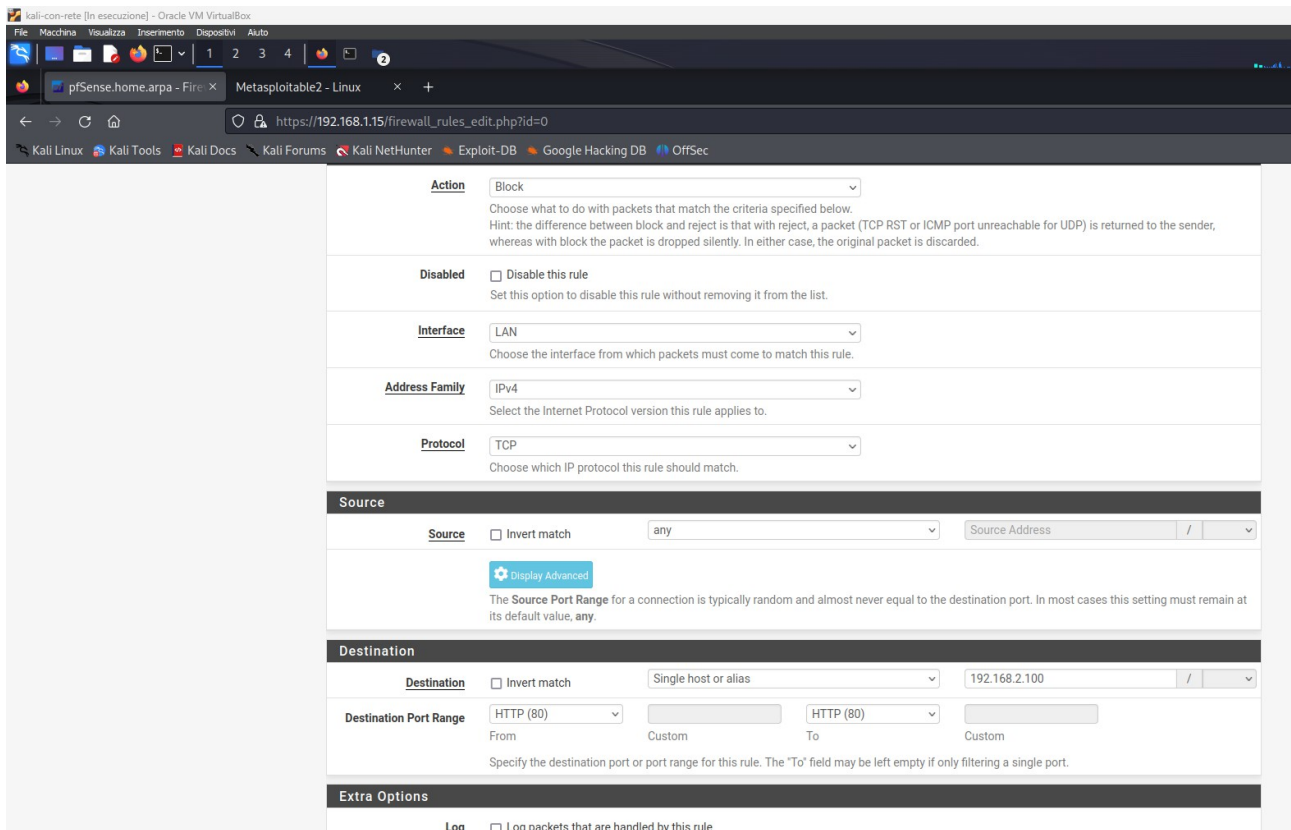 kali-con-rete [In esecuzione] - Oracle VM VirtualBox
File Macchina Visualizza Inserimento Dispositivi Aiuto
1 2 3 4 2
pfSense.home.arpa - Fire × Metasploitable2 - Linux × +
https://192.168.1.15/firewall_rules_edit.php?id=0
Kali Linux Kali Tools Kali Docs Kali Forums Kali NetHunter Exploit-DB Google Hacking DB OffSec
Action Block
Choose what to do with packets that match the criteria specified below.
Hint: the difference between block and reject is that with reject, a packet (TCP RST or ICMP port unreachable for UDP) is returned to the sender,
whereas with block the packet is dropped silently. In either case, the original packet is discarded.
Disabled Disable this rule
Set this option to disable this rule without removing it from the list.
Interface LAN
Choose the interface from which packets must come to match this rule.
Address Family IPv4
Select the Internet Protocol version this rule applies to.
Protocol TCP
Choose which IP protocol this rule should match.
Source
Source Invert match any Source Address /
Display Advanced
The Source Port Range for a connection is typically random and almost never equal to the destination port. In most cases this setting must remain at
its default value, any.
Destination
Destination Invert match Single host or alias 192.168.2.100 /
Destination Port Range HTTP (80) HTTP (80)
From Custom To Custom
Specify the destination port or port range for this rule. The "To" field may be left empty if only filtering a single port.
Extra Options
Log Log packets that are handled by this rule